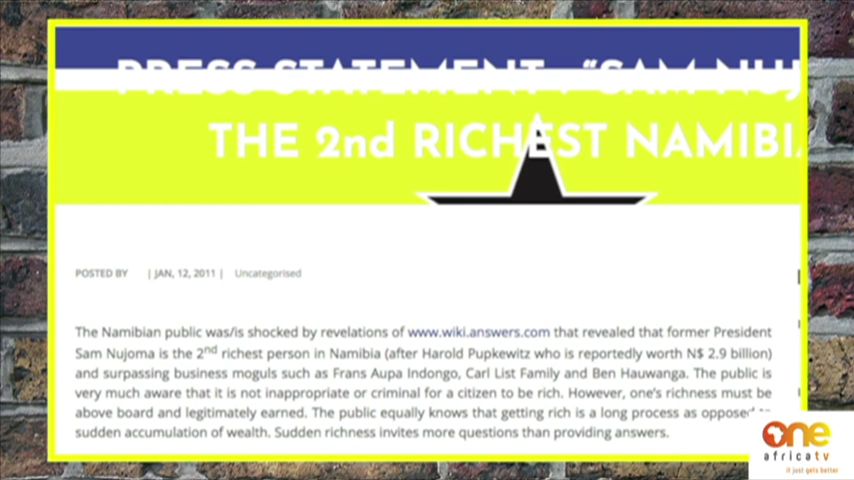 PRESS STATEMENT : "SAM NUJ
THE 2nd RICHEST NAMIBIA
POSTED BY | JAN, 12, 2011 | Uncategorised
The Namibian public was/is shocked by revelations of www.wiki.answers.com that revealed that former President
Sam Nujoma is the 2nd richest person in Namibia (after Harold Pupkewitz who is reportedly worth N$ 2.9 billion)
and surpassing business moguls such as Frans Aupa Indongo, Carl List Family and Ben Hauwanga. The public is
very much aware that it is not inappropriate or criminal for a citizen to be rich. However, one's richness must be
above board and legitimately earned. The public equally knows that getting rich is a long process as opposed to
sudden accumulation of wealth. Sudden richness invites more questions than providing answers.
one
africa tv
it just gets better